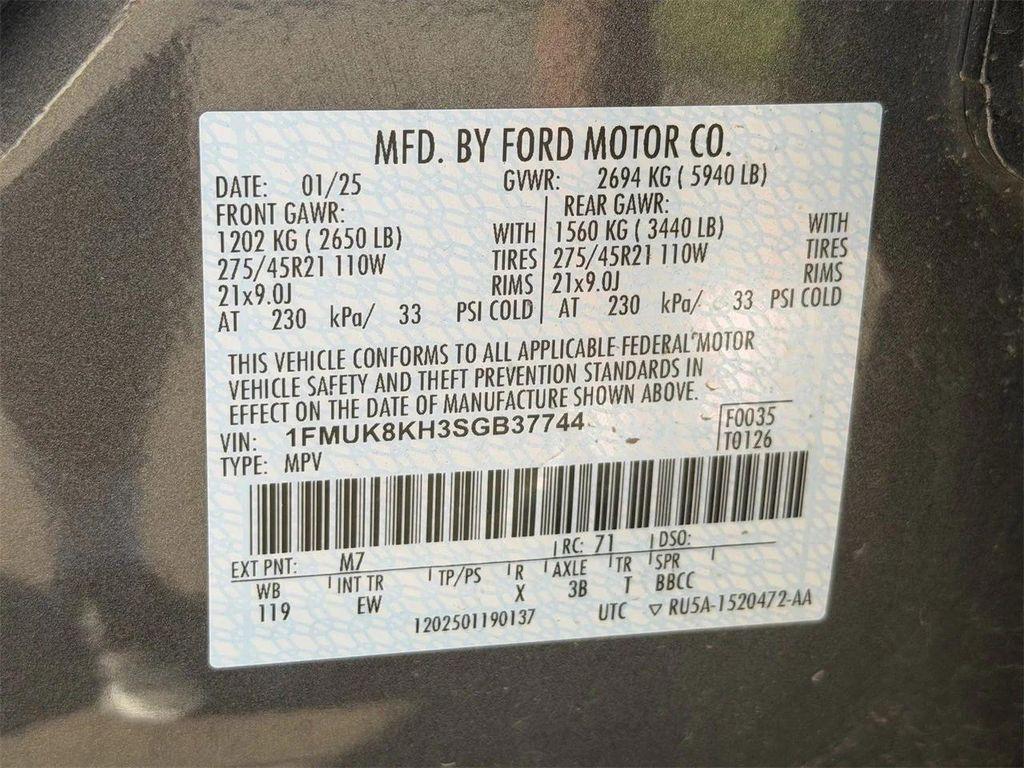 MFD. BY FORD MOTOR CO.
DATE: 01/25 GVWR: 2694 KG ( 5940 LB)
FRONT GAWR: REAR GAWR:
1202 KG ( 2650 LB) WITH 1560 KG ( 3440 LB) WITH
275/45R21 110W TIRES 275/45R21 110W TIRES
21x9.0J RIMS 21x9.0J RIMS
AT 230 kPa/ 33 PSI COLD AT 230 kPa/ 33 PSI COLD
THIS VEHICLE CONFORMS TO ALL APPLICABLE FEDERAL MOTOR
VEHICLE SAFETY AND THEFT PREVENTION STANDARDS IN
EFFECT ON THE DATE OF MANUFACTURE SHOWN ABOVE.
VIN: 1FMUK8KH3SGB37744 F0035
TYPE: MPV T0126
EXT PNT: M7 RC: 71 DSO:
WB INT TR TP/PS R AXLE TR SPR
119 EW X 3B T BBCC
1202501190137 UTC ▽ RU5A-1520472-AA